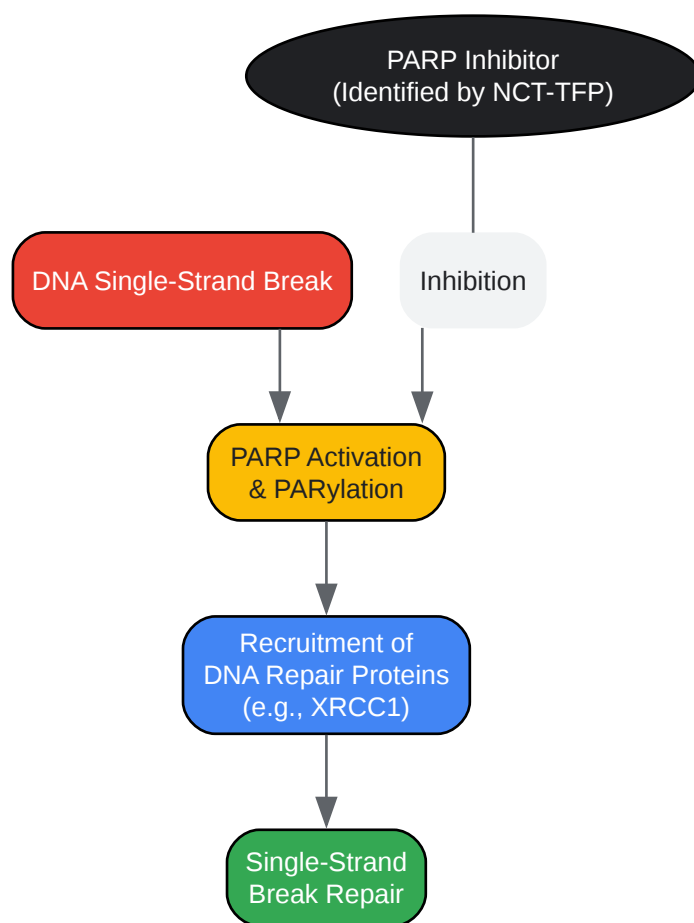 PARP Inhibitor
(Identified by NCT-TFP)
DNA Single-Strand Break
Inhibition
PARP Activation
& PARylation
Recruitment of
DNA Repair Proteins
(e.g., XRCC1)
Single-Strand
Break Repair